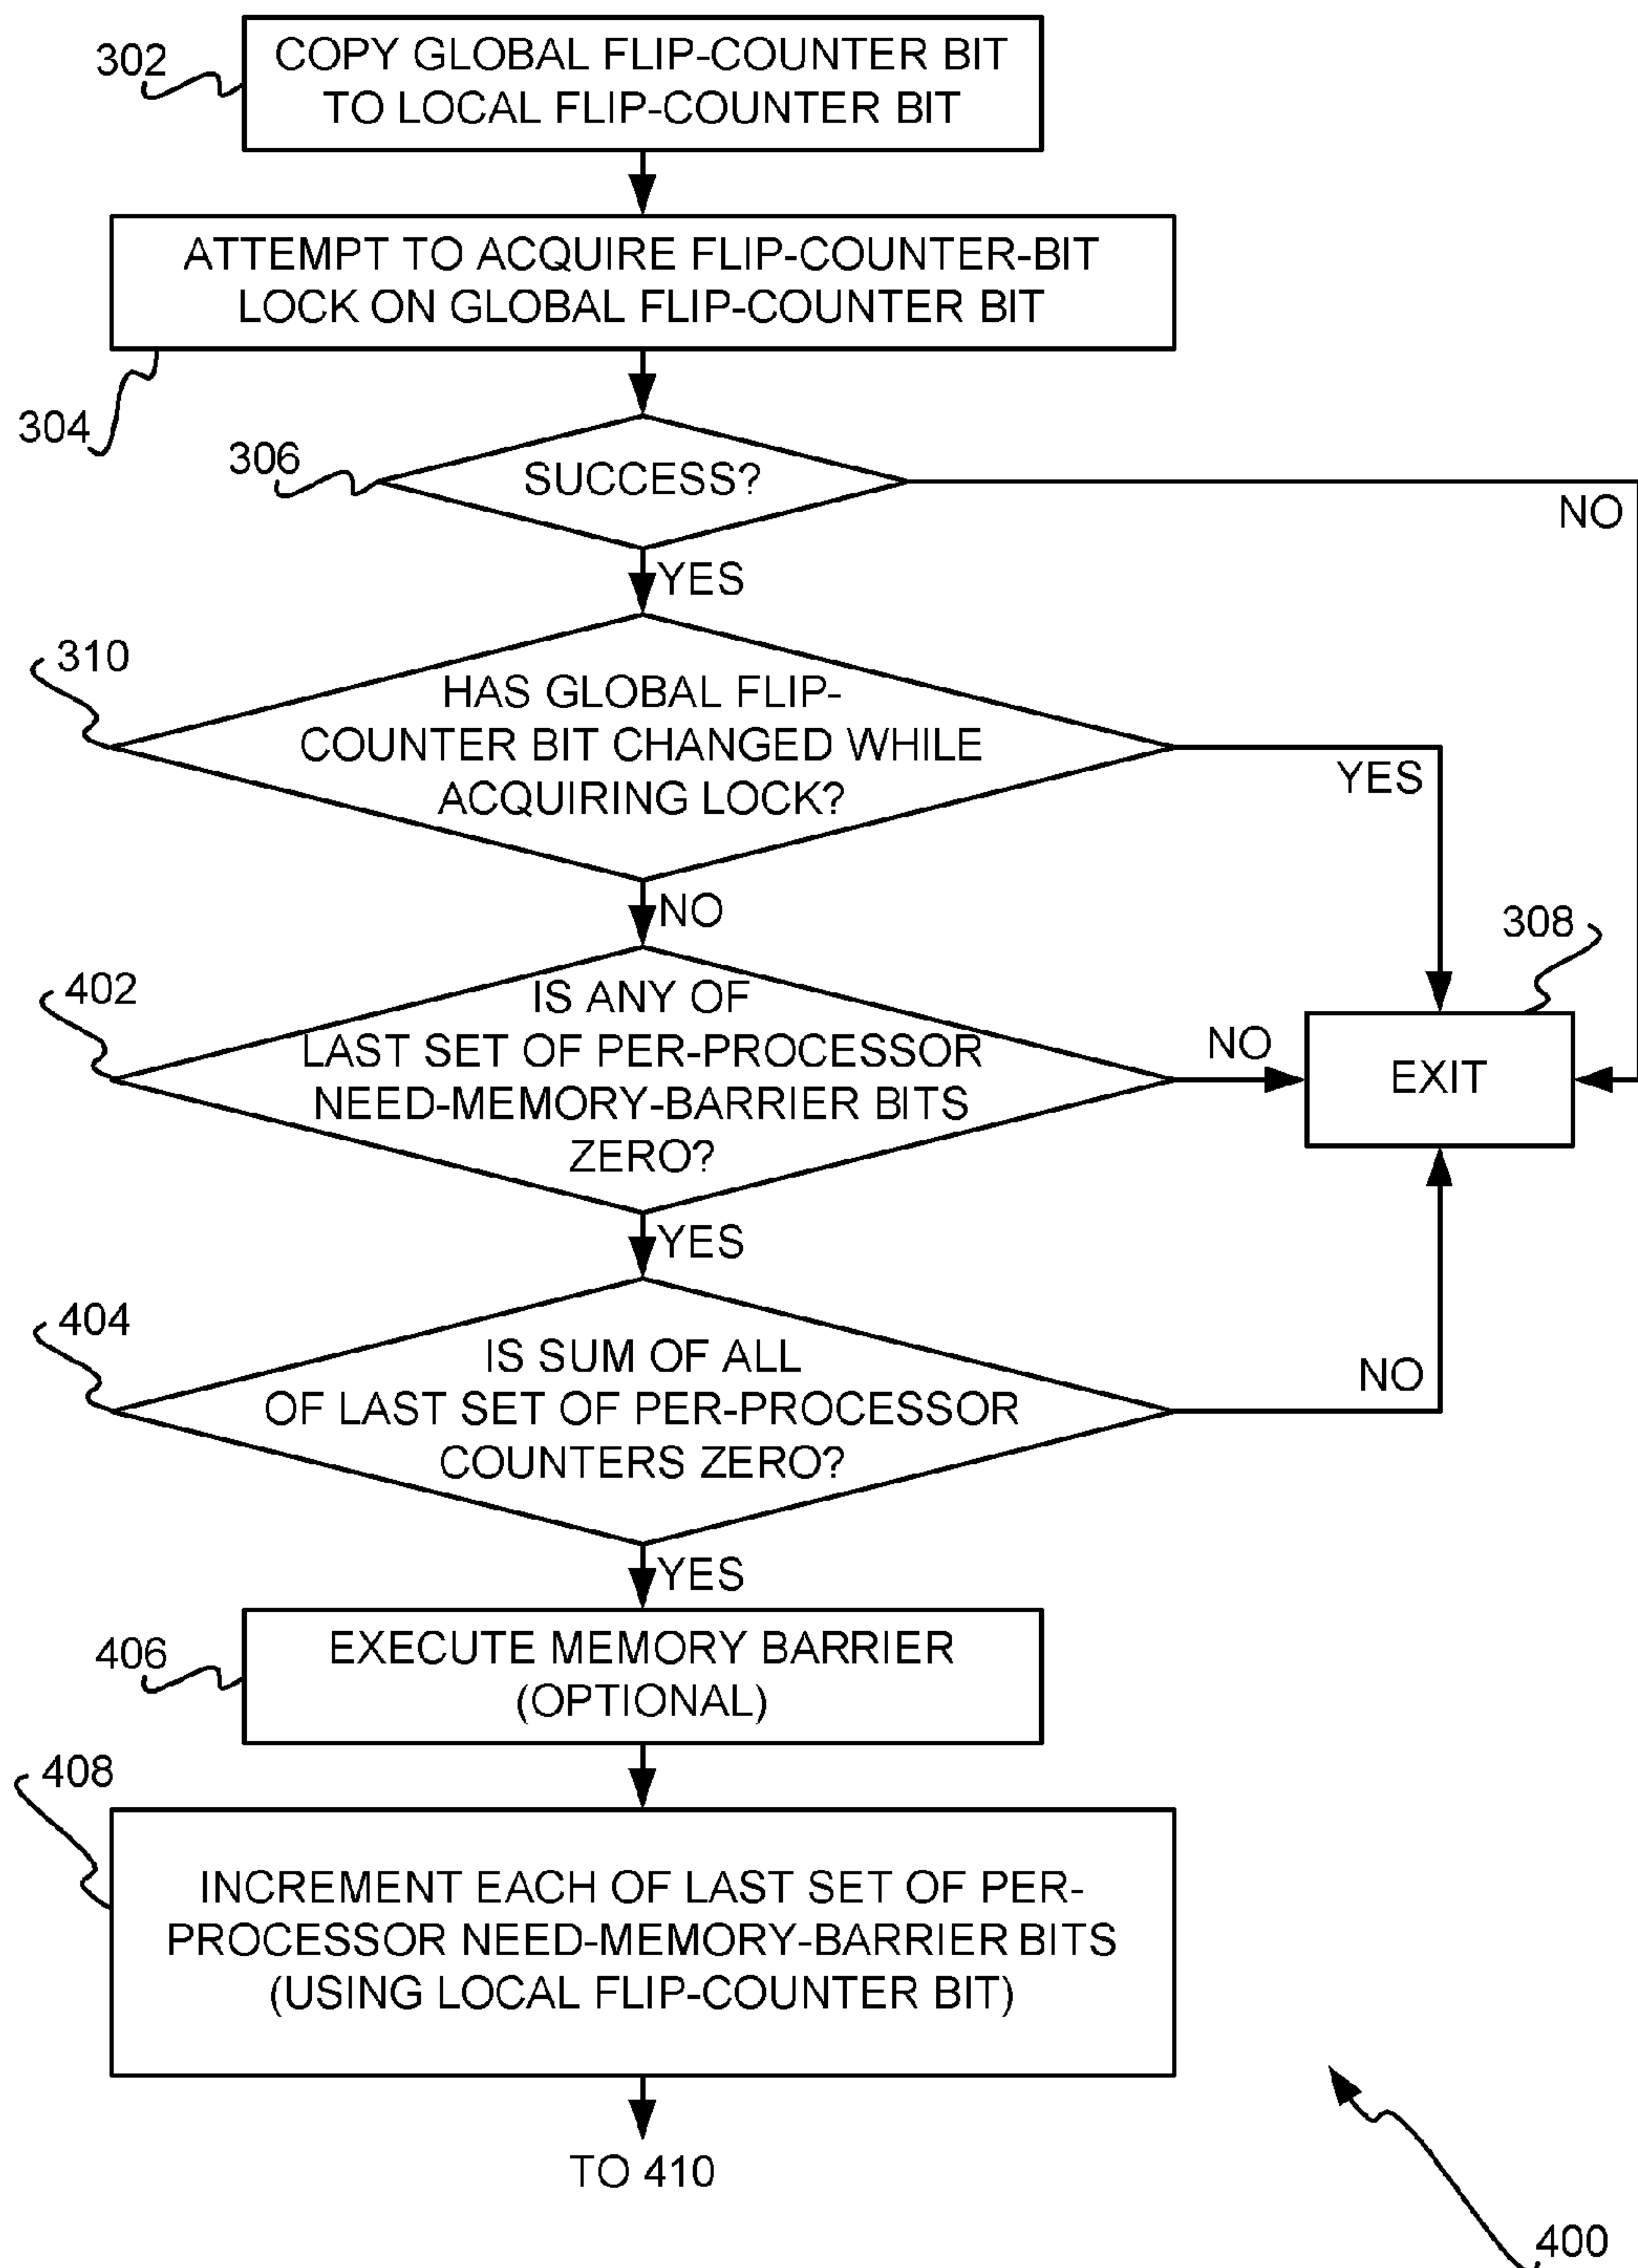 302
COPY GLOBAL FLIP-COUNTER BIT
TO LOCAL FLIP-COUNTER BIT
ATTEMPT TO ACQUIRE FLIP-COUNTER-BIT
LOCK ON GLOBAL FLIP-COUNTER BIT
304
306
SUCCESS?
NO
YES
310
HAS GLOBAL FLIP-
COUNTER BIT CHANGED WHILE
ACQUIRING LOCK?
YES
NO
308
402
IS ANY OF
LAST SET OF PER-PROCESSOR
NEED-MEMORY-BARRIER BITS
ZERO?
NO
EXIT
YES
404
IS SUM OF ALL
OF LAST SET OF PER-PROCESSOR
COUNTERS ZERO?
NO
YES
406
EXECUTE MEMORY BARRIER
(OPTIONAL)
408
INCREMENT EACH OF LAST SET OF PER-
PROCESSOR NEED-MEMORY-BARRIER BITS
(USING LOCAL FLIP-COUNTER BIT)
TO 410
400